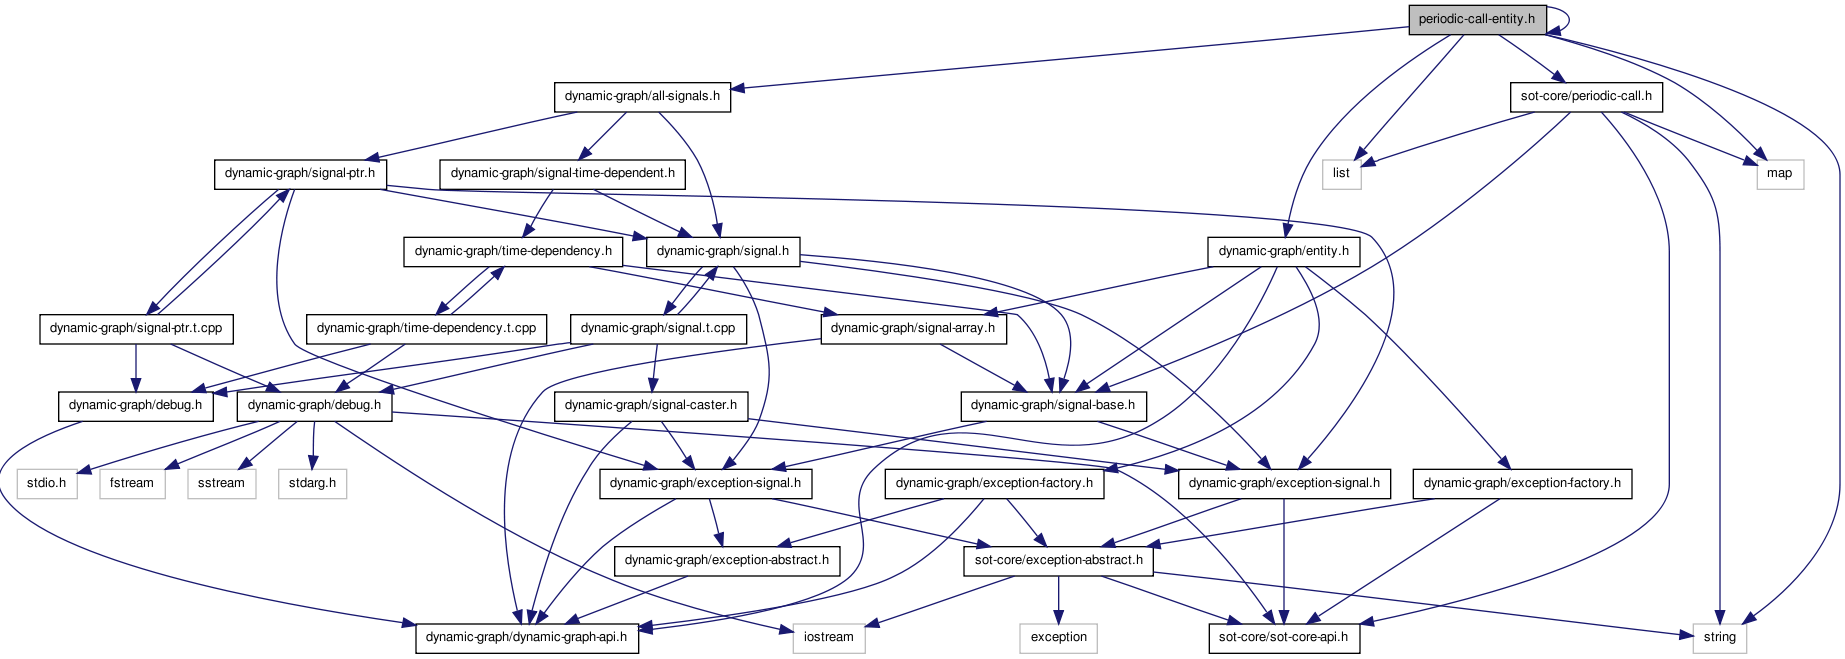 periodic-call-entity.h
dynamic-graph/all-signals.h
sot-core/periodic-call.h
dynamic-graph/signal-ptr.h
dynamic-graph/signal-time-dependent.h
list
map
dynamic-graph/time-dependency.h
dynamic-graph/signal.h
dynamic-graph/entity.h
dynamic-graph/signal-ptr.t.cpp
dynamic-graph/time-dependency.t.cpp
dynamic-graph/signal.t.cpp
dynamic-graph/signal-array.h
dynamic-graph/debug.h
dynamic-graph/debug.h
dynamic-graph/signal-caster.h
dynamic-graph/signal-base.h
stdio.h
fstream
sstream
stdarg.h
dynamic-graph/exception-signal.h
dynamic-graph/exception-factory.h
dynamic-graph/exception-signal.h
dynamic-graph/exception-factory.h
dynamic-graph/exception-abstract.h
sot-core/exception-abstract.h
dynamic-graph/dynamic-graph-api.h
iostream
exception
sot-core/sot-core-api.h
string